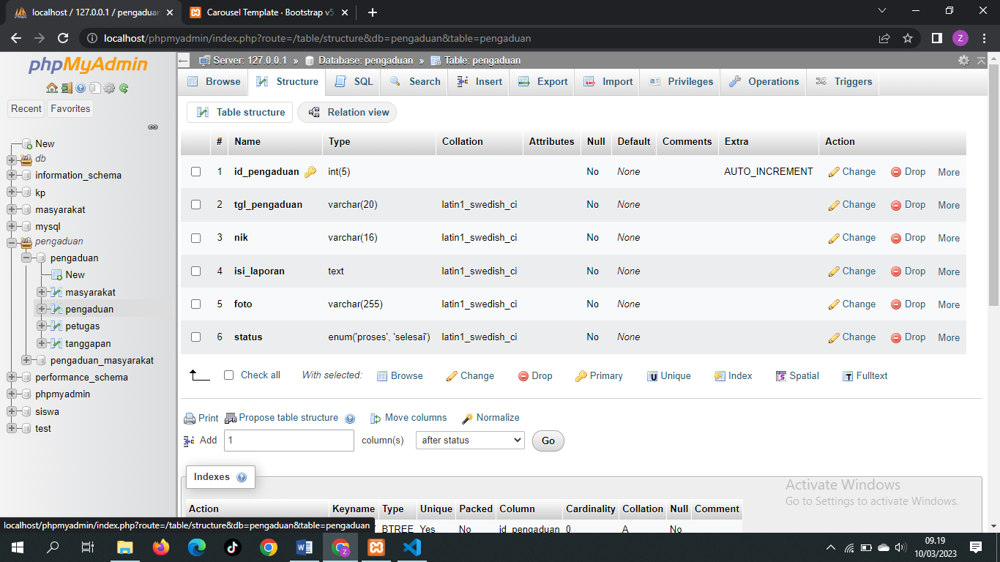 localhost / 127.0.0.1 / pengaduan
Carousel Template · Bootstrap v5.
localhost/phpmyadmin/index.php?route=/table/structure&db=pengaduan&table=pengaduan
Z
phpMyAdmin
Recent Favorites
New
db
information_schema
kp
masyarakat
mysql
pengaduan
pengaduan
New
masyarakat
pengaduan
petugas
tanggapan
pengaduan_masyarakat
performance_schema
phpmyadmin
siswa
test
Server: 127.0.0.1 » Database: pengaduan » Table: pengaduan
Browse Structure SQL Search Insert Export Import Privileges Operations Triggers
Table structure Relation view
# Name Type Collation Attributes Null Default Comments Extra Action
1 id_pengaduan int(5) No None AUTO_INCREMENT Change Drop More
2 tgl_pengaduan varchar(20) latin1_swedish_ci No None Change Drop More
3 nik varchar(16) latin1_swedish_ci No None Change Drop More
4 isi_laporan text latin1_swedish_ci No None Change Drop More
5 foto varchar(255) latin1_swedish_ci No None Change Drop More
6 status enum('proses', 'selesai') latin1_swedish_ci No None Change Drop More
Check all With selected: Browse Change Drop Primary Unique Index Spatial Fulltext
Print Propose table structure Move columns Normalize
Add 1 column(s) after status Go
Indexes
Action Keyname Type Unique Packed Column Cardinality Collation Null Comment
BTREE Yes No id_pengaduan 0 A No
Activate Windows
Go to Settings to activate Windows.
localhost/phpmyadmin/index.php?route=/table/structure&db=pengaduan&table=pengaduan
09.19
10/03/2023